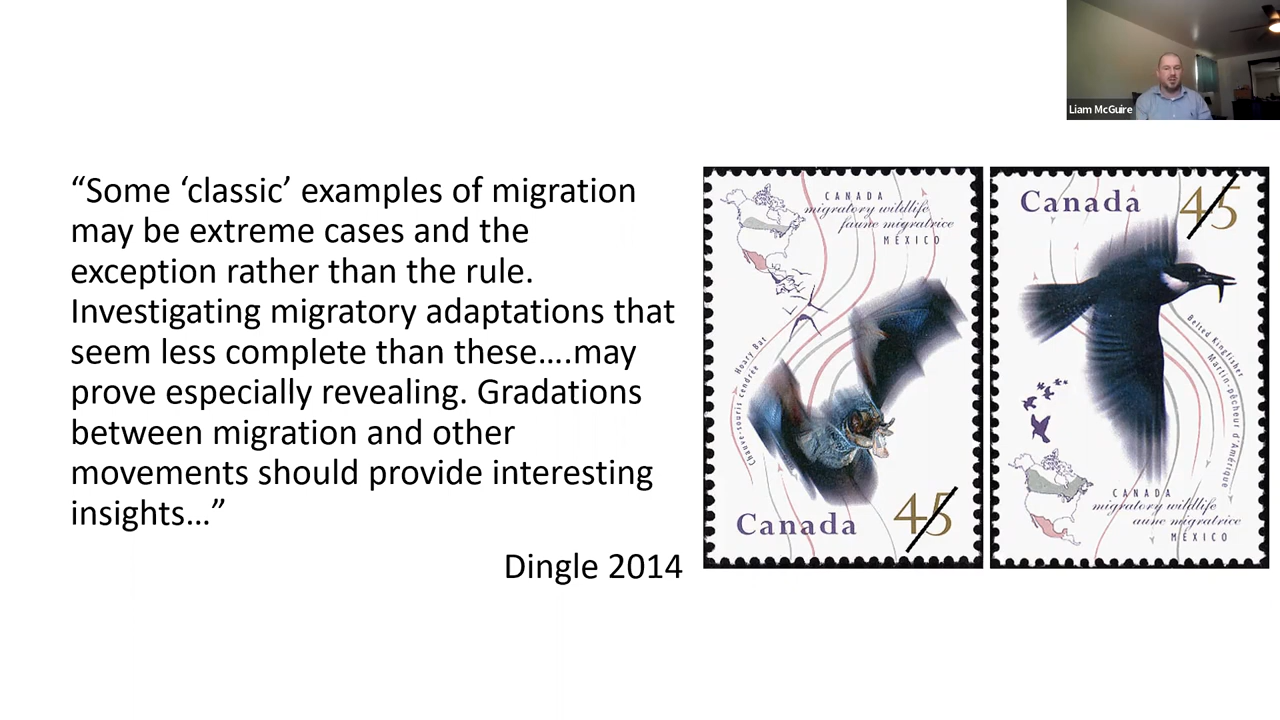 Liam McGuire
“Some ‘classic’ examples of migration
may be extreme cases and the
exception rather than the rule.
Investigating migratory adaptations that
seem less complete than these….may
prove especially revealing. Gradations
between migration and other
movements should provide interesting
insights…”
Dingle 2014
CANADA
migratory wildlife
faune migratrice
MÉXICO
Hoary Bat
Chauve-souris cendrée
Canada
45
Canada
45
Belted Kingfisher
Martin-pêcheur d'Amérique
CANADA
migratory wildlife
aune migratrice
MÉXICO